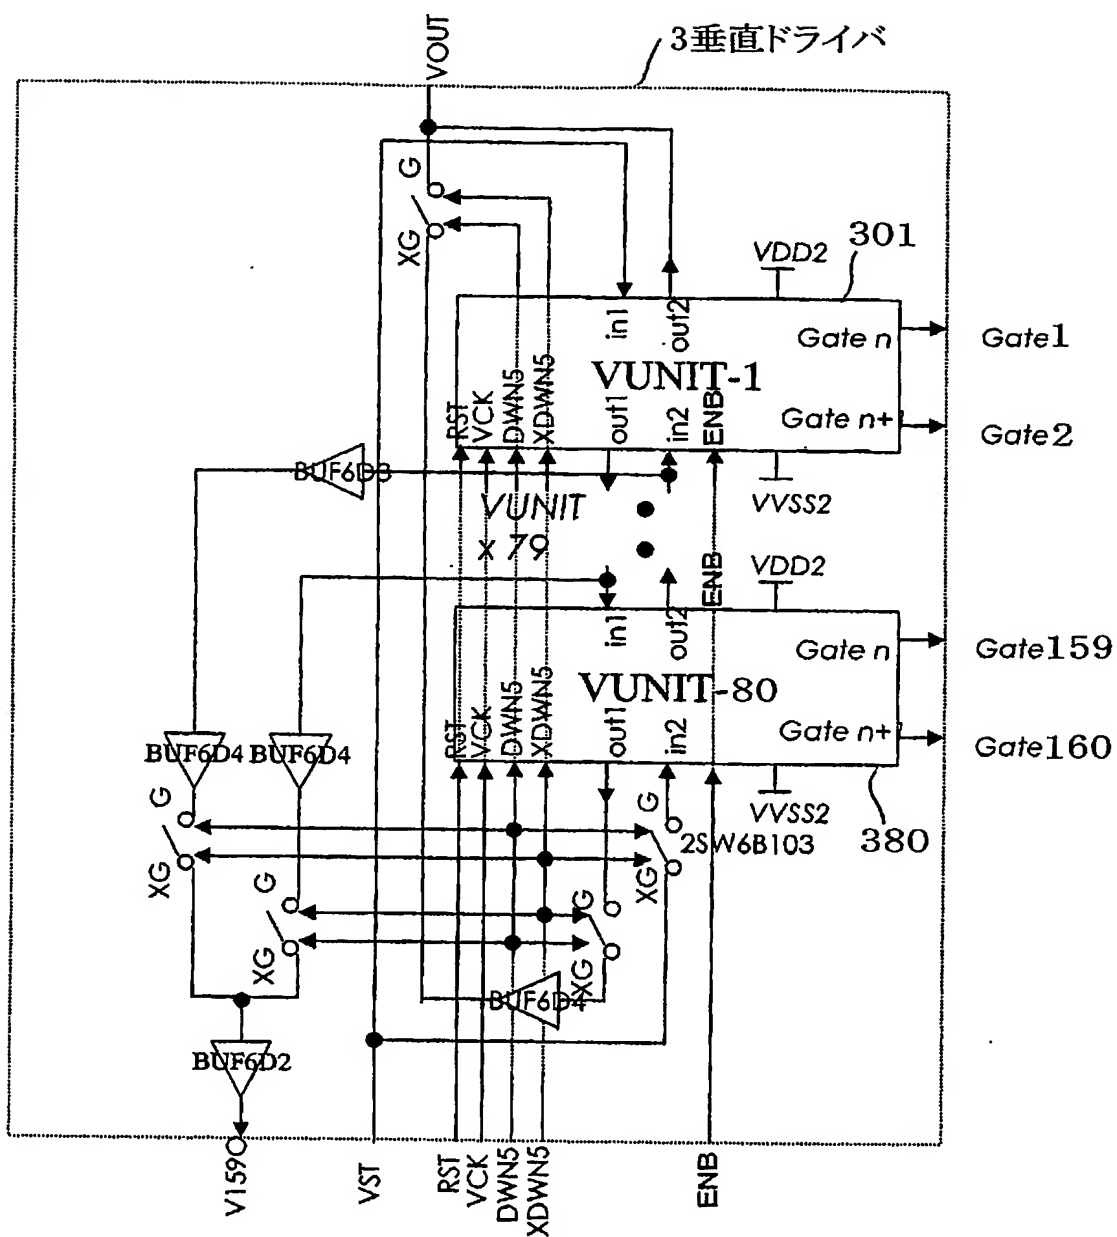 3垂直ドライバ
VOUT
G
XG
301
VDD2
in1
out2
Gate n
Gate1
VUNIT-1
RST
VCK
DWN5
XDWN5
out1
in2
ENB
Gate n+
Gate2
BUF6D3
VVSS2
VUNIT
x 79
VDD2
ENB
in1
out2
Gate n
Gate159
VUNIT-80
RST
VCK
DWN5
XDWN5
out1
in2
Gate n+
Gate160
BUF6D4
BUF6D4
VVSS2
380
G
XG
G
XG
2SW6B103
G
XG
G
XG
BUF6D4
BUF6D2
V159O
VST
RST
VCK
DWN5
XDWN5
ENB